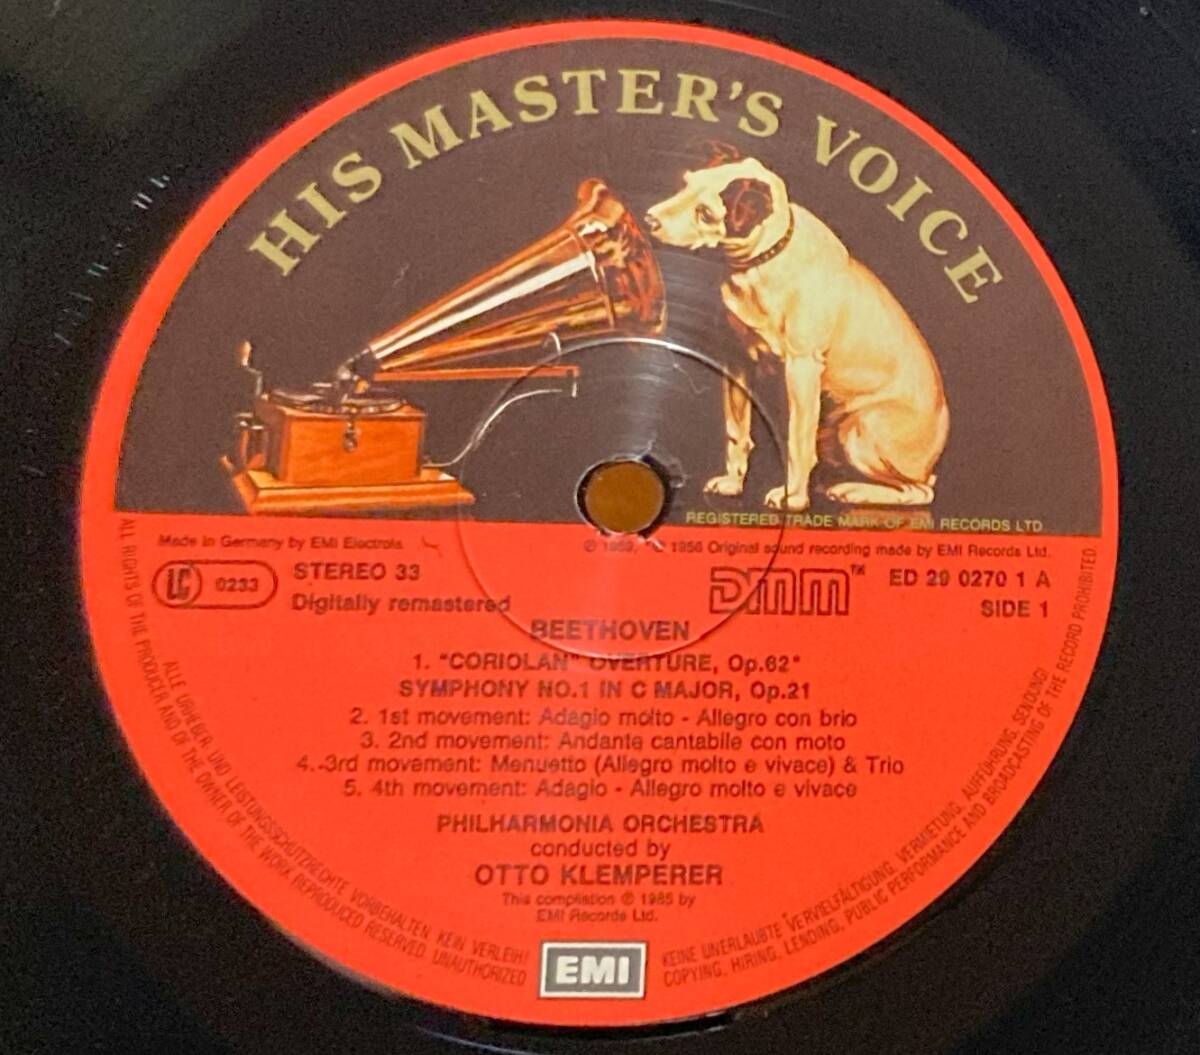 HIS MASTER'S VOICE
REGISTERED TRADE MARK OF EMI RECORDS LTD
Made in Germany by EMI Electrola
℗ 1959, *℗ 1956 Original sound recording made by EMI Records Ltd.
LC 0233
STEREO 33
Digitally remastered
DMM™
ED 29 0270 1 A
SIDE 1
BEETHOVEN
1. "CORIOLAN" OVERTURE, Op.62*
SYMPHONY NO.1 IN C MAJOR, Op.21
2. 1st movement: Adagio molto - Allegro con brio
3. 2nd movement: Andante cantabile con moto
4. 3rd movement: Menuetto (Allegro molto e vivace) & Trio
5. 4th movement: Adagio - Allegro molto e vivace
PHILHARMONIA ORCHESTRA
conducted by
OTTO KLEMPERER
This compilation ℗ 1985 by
EMI Records Ltd.
EMI
ALLE URHEBER- UND LEISTUNGSSCHUTZRECHTE VORBEHALTEN. KEIN VERLEIH! KEINE UNERLAUBTE VERVIELFÄLTIGUNG, VERMIETUNG, AUFFÜHRUNG, SENDUNG!
ALL RIGHTS OF THE PRODUCER AND OF THE OWNER OF THE WORK REPRODUCED RESERVED. UNAUTHORIZED COPYING, HIRING, LENDING, PUBLIC PERFORMANCE AND BROADCASTING OF THE RECORD PROHIBITED